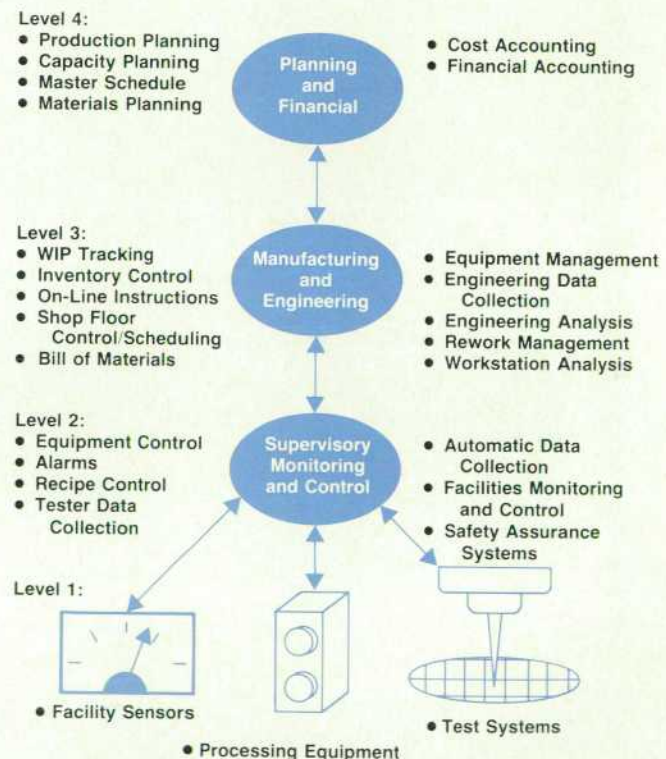 Level 4:
• Production Planning
• Capacity Planning
• Master Schedule
• Materials Planning
Planning
and
Financial
• Cost Accounting
• Financial Accounting
Level 3:
• WIP Tracking
• Inventory Control
• On-Line Instructions
• Shop Floor
Control/Scheduling
• Bill of Materials
Manufacturing
and
Engineering
• Equipment Management
• Engineering Data
Collection
• Engineering Analysis
• Rework Management
• Workstation Analysis
Level 2:
• Equipment Control
• Alarms
• Recipe Control
• Tester Data
Collection
Supervisory
Monitoring
and Control
• Automatic Data
Collection
• Facilities Monitoring
and Control
• Safety Assurance
Systems
Level 1:
• Facility Sensors
• Processing Equipment
• Test Systems